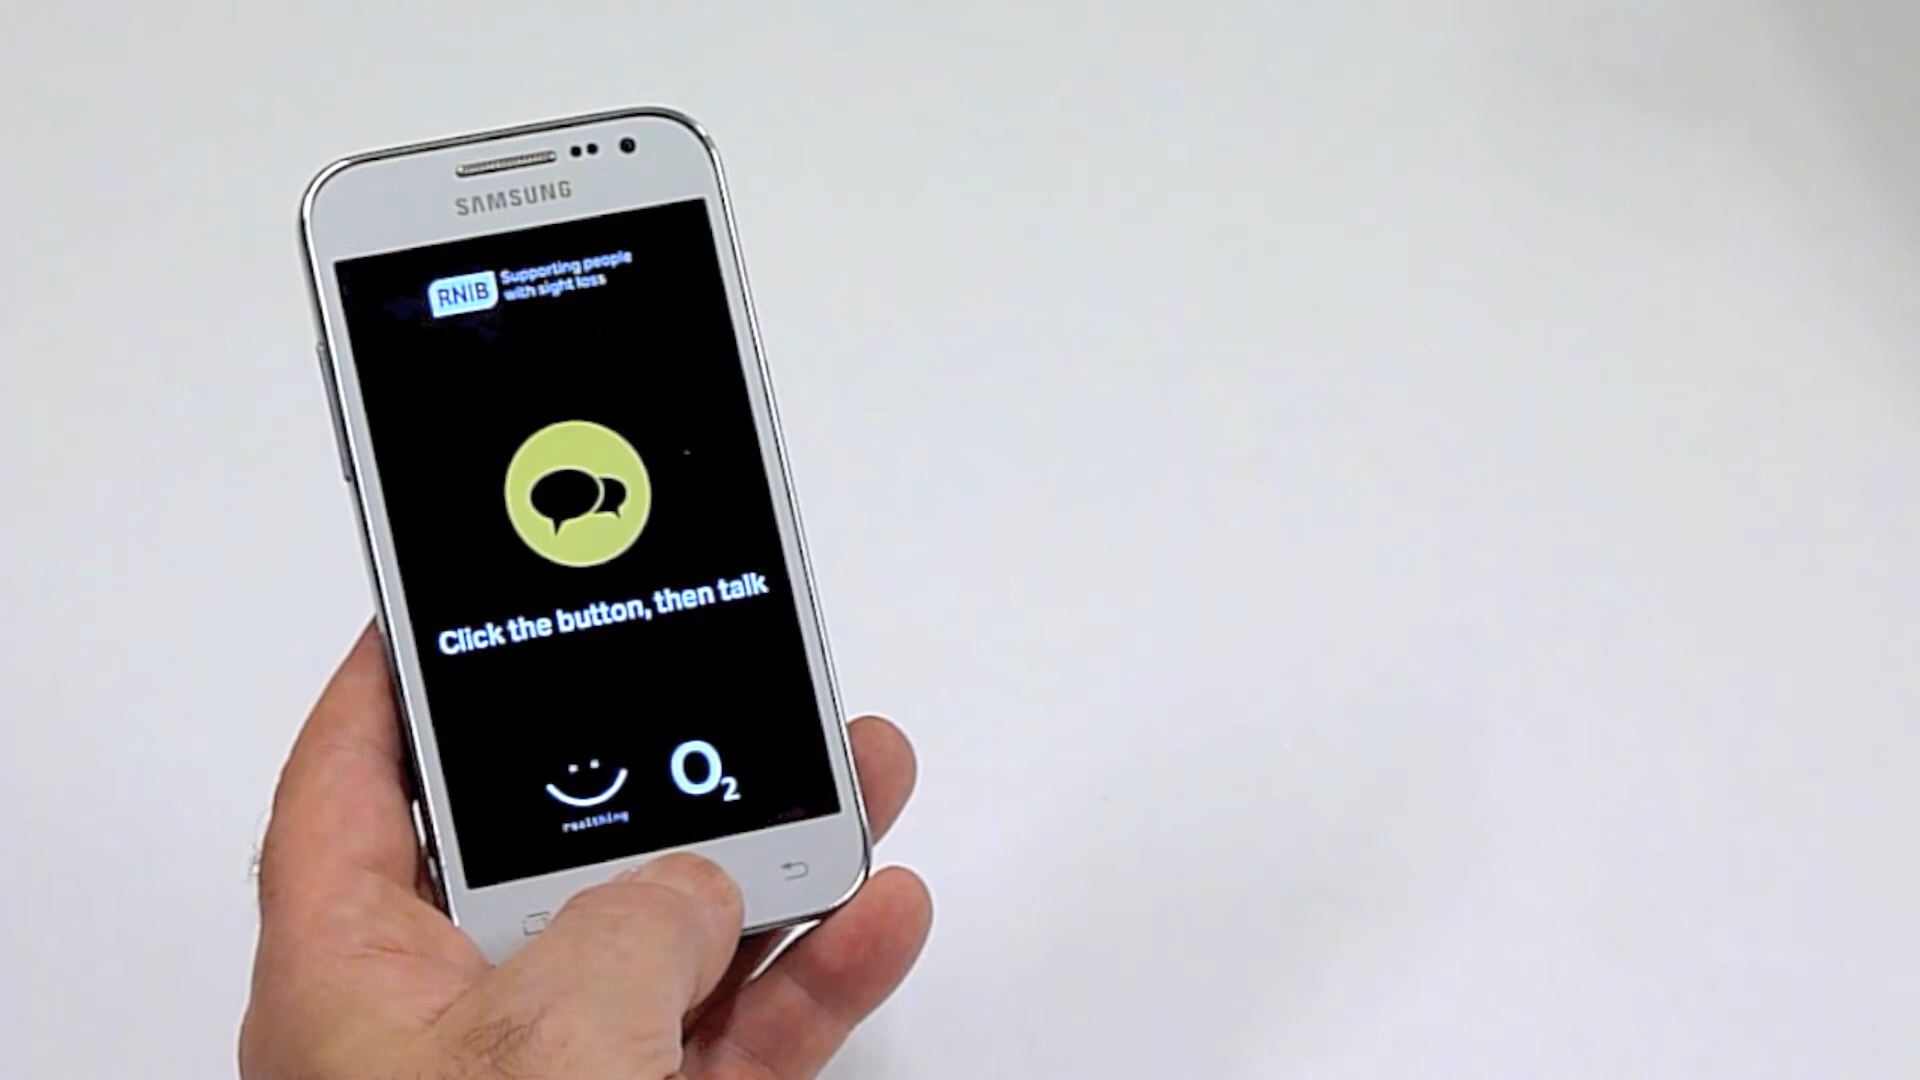 SAMSUNG
RNIB
Supporting people
with sight loss
Click the button, then talk
realthing
O2